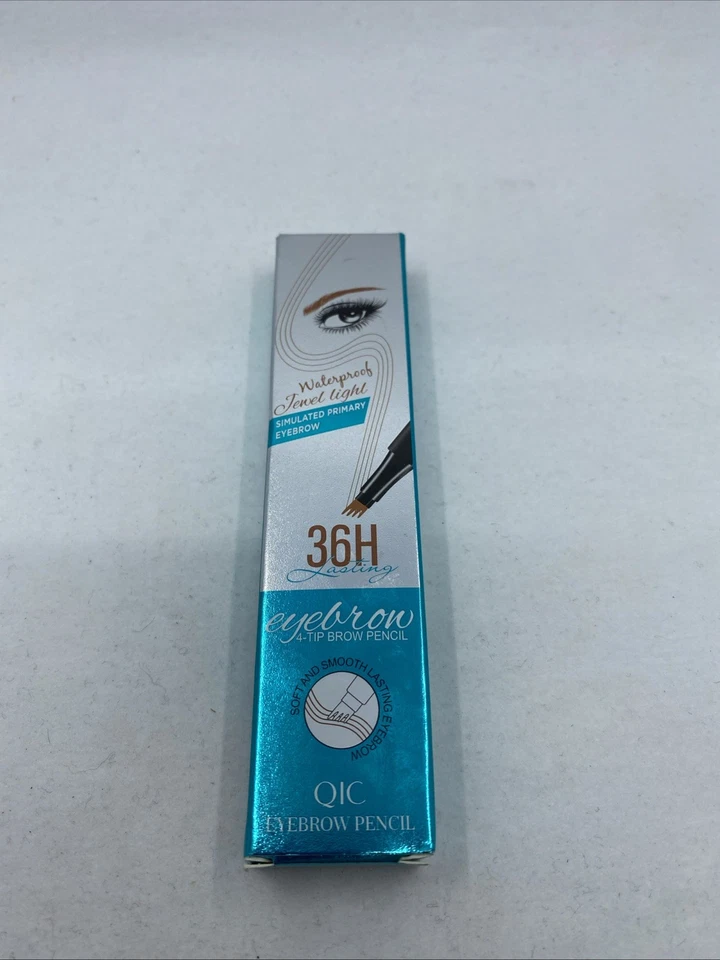 Waterproof
Jewel light
SIMULATED PRIMARY
EYEBROW
36H
Lasting
eyebrow
4-TIP BROW PENCIL
SOFT AND SMOOTH LASTING EYEBROW
QIC
EYEBROW PENCIL